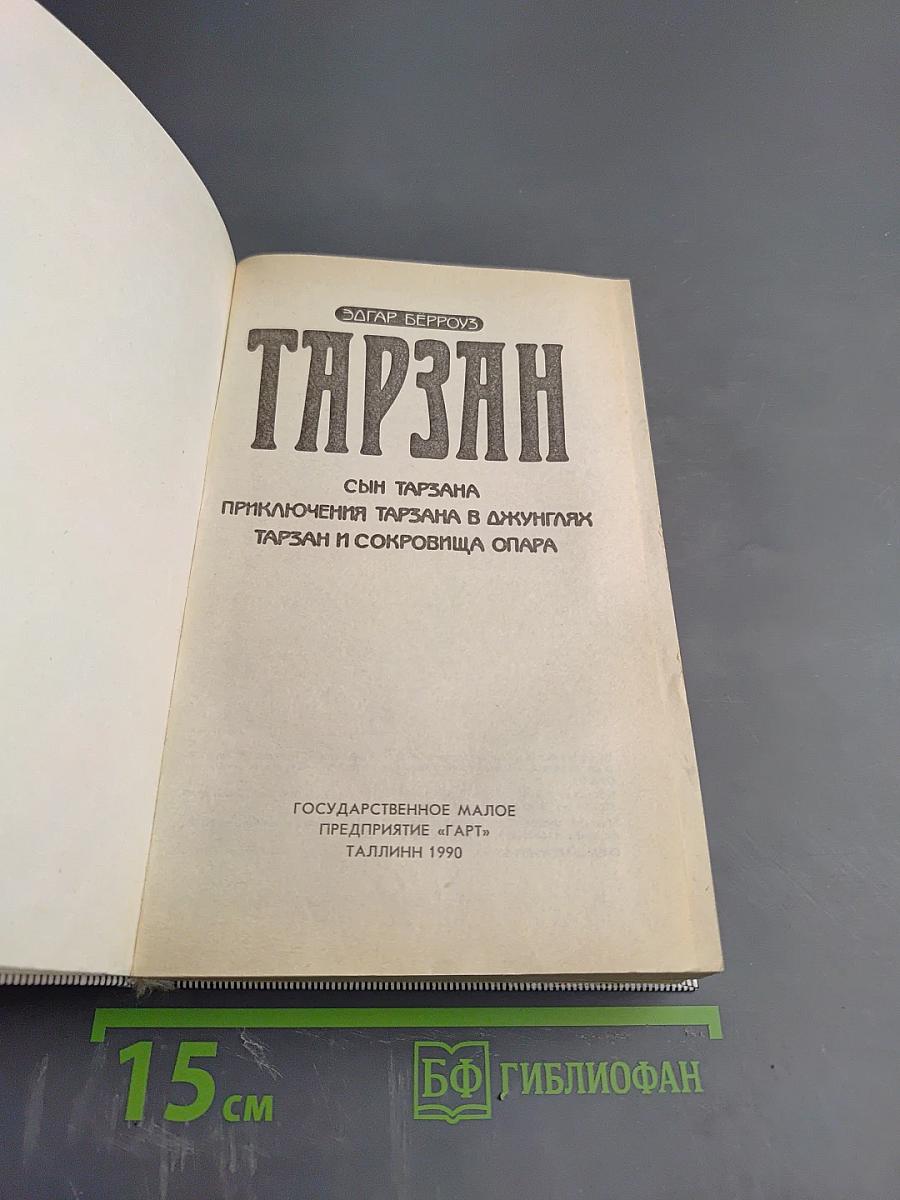 ЭДГАР БЁРРОУЗ
ТАРЗАН
СЫН ТАРЗАНА
ПРИКЛЮЧЕНИЯ ТАРЗАНА В ДЖУНГЛЯХ
ТАРЗАН И СОКРОВИЩА ОПАРА
ГОСУДАРСТВЕННОЕ МАЛОЕ
ПРЕДПРИЯТИЕ «ГАРТ»
ТАЛЛИНН 1990
15 СМ
БФ ГИБЛИОФАН